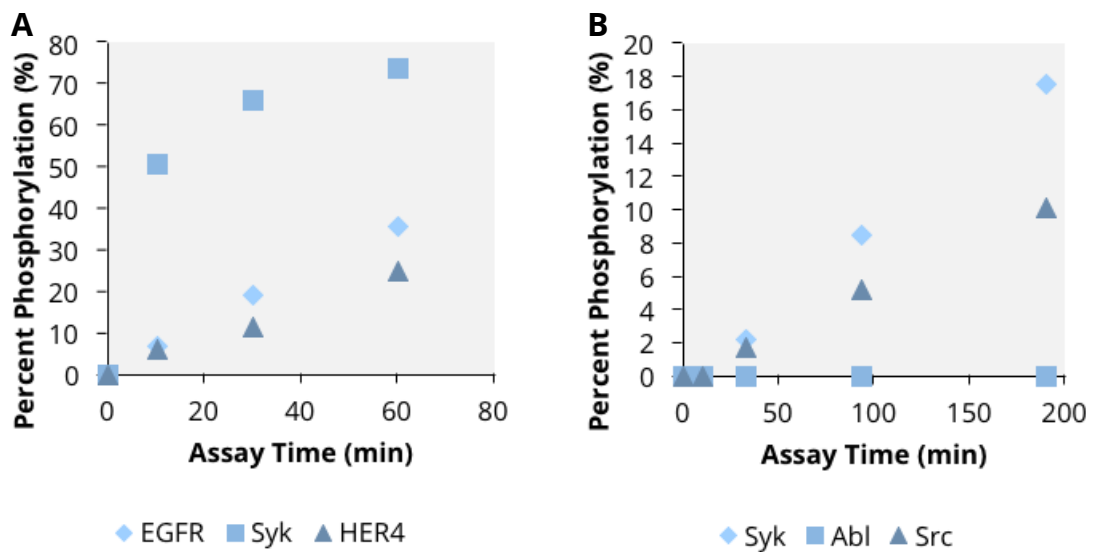 A
Percent Phosphorylation (%)
80
70
60
50
40
30
20
10
0
0 20 40 60 80
Assay Time (min)
EGFR Syk HER4
B
Percent Phosphorylation (%)
20
18
16
14
12
10
8
6
4
2
0
0 50 100 150 200
Assay Time (min)
Syk Abl Src